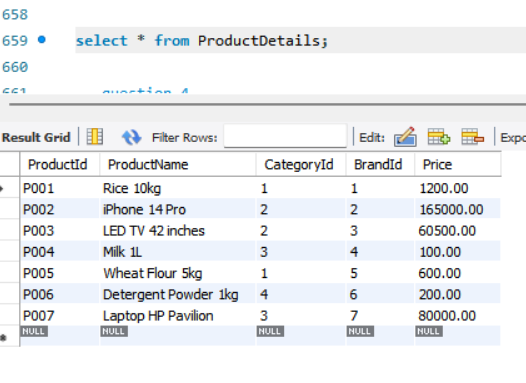 658
659 select * from ProductDetails;
660
661 question 4
Result Grid Filter Rows: Edit: Expo
ProductId ProductName CategoryId BrandId Price
P001 Rice 10kg 1 1 1200.00
P002 iPhone 14 Pro 2 2 165000.00
P003 LED TV 42 inches 2 3 60500.00
P004 Milk 1L 3 4 100.00
P005 Wheat Flour 5kg 1 5 600.00
P006 Detergent Powder 1kg 4 6 200.00
P007 Laptop HP Pavilion 3 7 80000.00
NULL NULL NULL NULL NULL